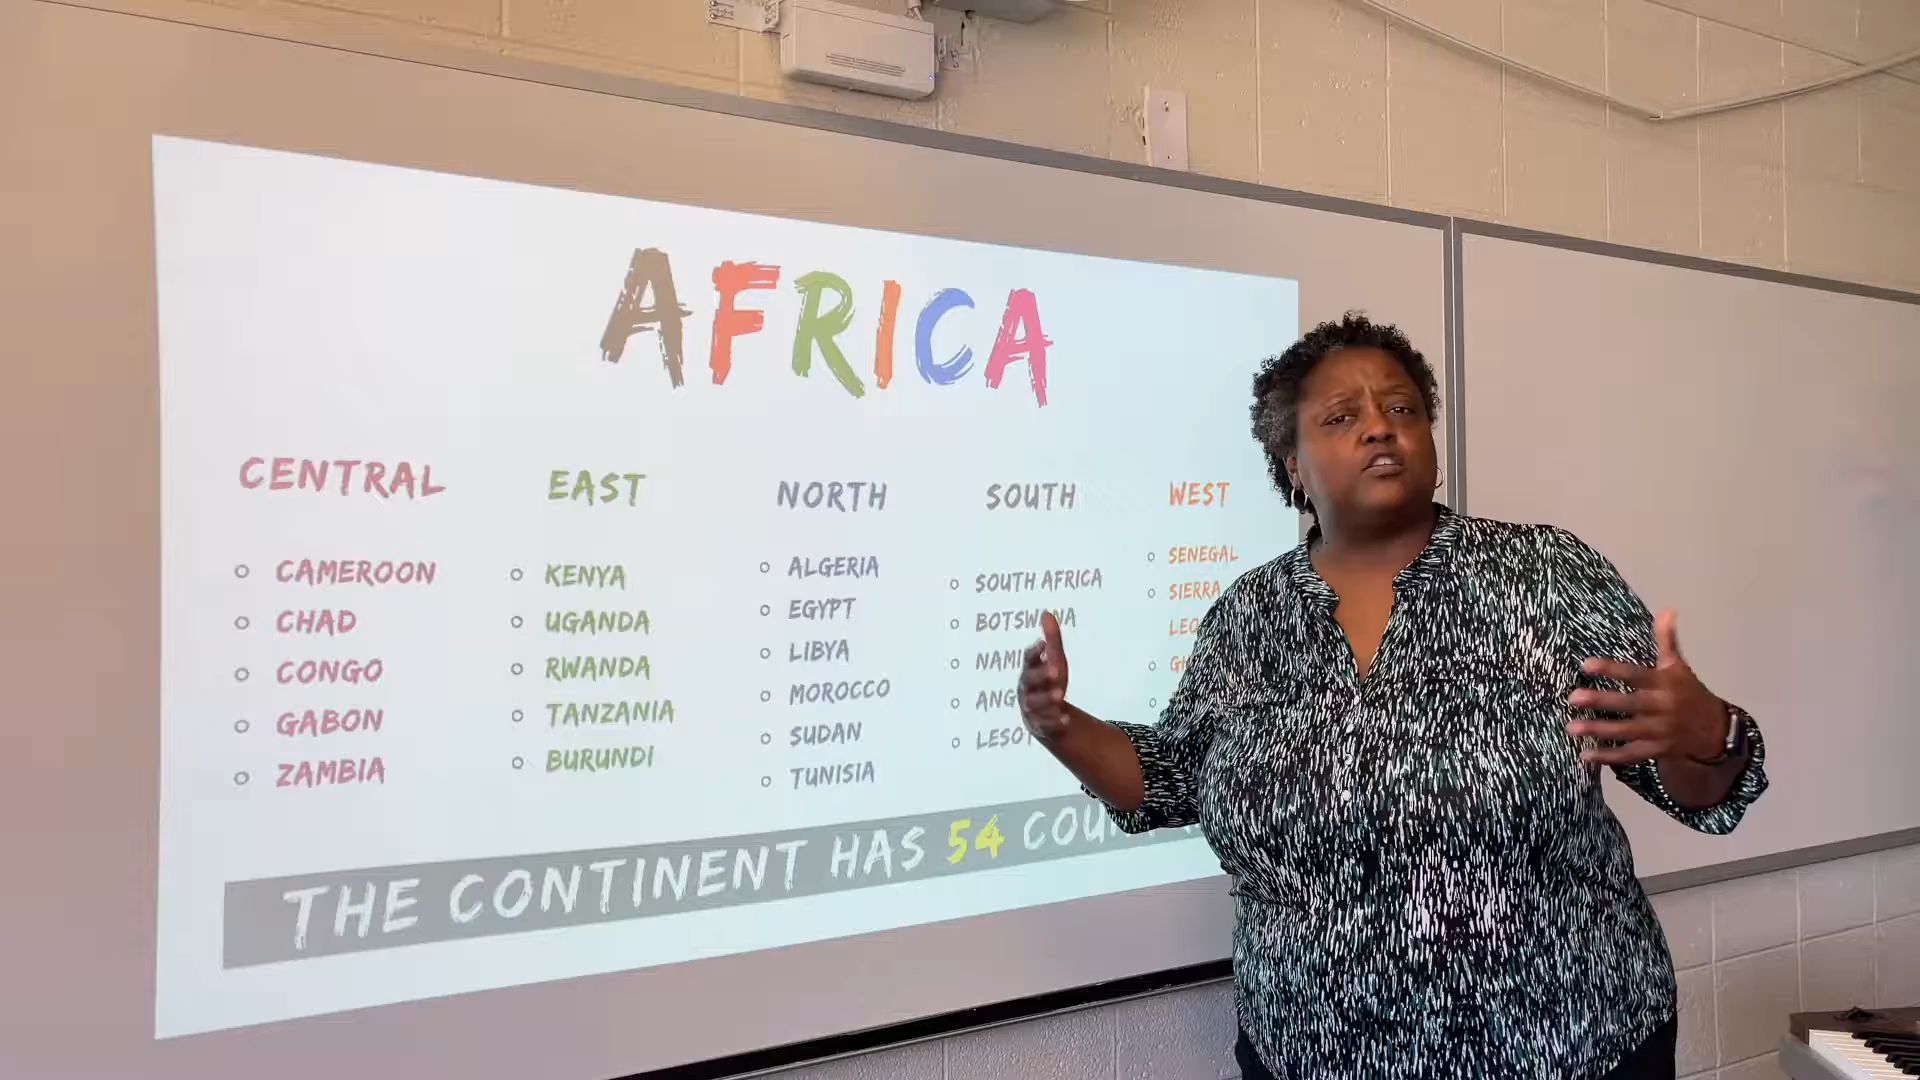 AFRICA
CENTRAL
CAMEROON
CHAD
CONGO
GABON
ZAMBIA
EAST
KENYA
UGANDA
RWANDA
TANZANIA
BURUNDI
NORTH
ALGERIA
EGYPT
LIBYA
MOROCCO
SUDAN
TUNISIA
SOUTH
SOUTH AFRICA
BOTSWANA
WEST
SENEGAL
SIERRA
THE CONTINENT HAS 54